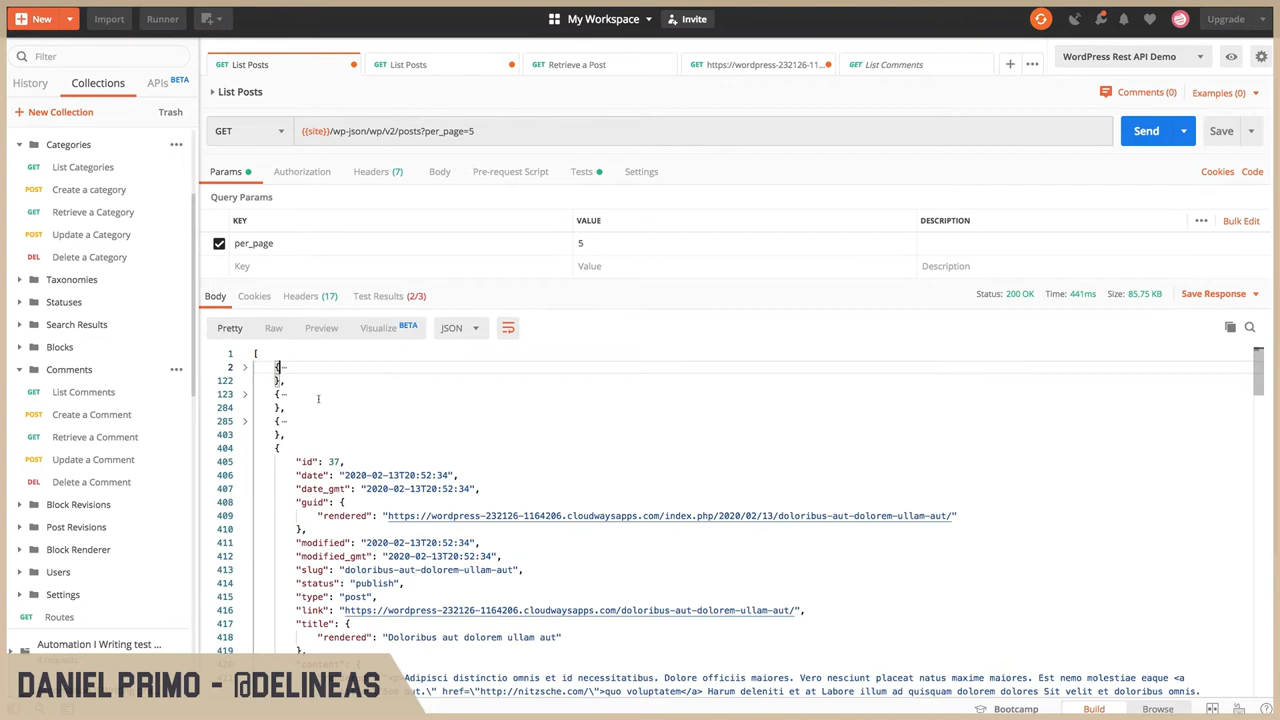 New Import Runner My Workspace Invite Upgrade
Filter
History Collections APIs BETA
New Collection Trash
Categories
GET List Categories
POST Create a category
GET Retrieve a Category
POST Update a Category
DEL Delete a Category
Taxonomies
Statuses
Search Results
Blocks
Comments
GET List Comments
POST Create a Comment
GET Retrieve a Comment
POST Update a Comment
DEL Delete a Comment
Block Revisions
Post Revisions
Block Renderer
Users
Settings
GET Routes
Automation I Writing test ...
GET List Posts GET List Posts GET Retrieve a Post GET https://wordpress-232126-11... GET List Comments + ••• WordPress Rest API Demo
List Posts Comments (0) Examples (0)
GET {{site}}/wp-json/wp/v2/posts?per_page=5 Send Save
Params Authorization Headers (7) Body Pre-request Script Tests Settings Cookies Code
Query Params
KEY VALUE DESCRIPTION ••• Bulk Edit
per_page 5
Key Value Description
Body Cookies Headers (17) Test Results (2/3) Status: 200 OK Time: 441ms Size: 85.75 KB Save Response
Pretty Raw Preview Visualize BETA JSON
1 [
2 {…
122 },
123 {…
284 },
285 {…
403 },
404 {
405 "id": 37,
406 "date": "2020-02-13T20:52:34",
407 "date_gmt": "2020-02-13T20:52:34",
408 "guid": {
409 "rendered": "https://wordpress-232126-1164206.cloudwaysapps.com/index.php/2020/02/13/doloribus-aut-dolorem-ullam-aut/"
410 },
411 "modified": "2020-02-13T20:52:34",
412 "modified_gmt": "2020-02-13T20:52:34",
413 "slug": "doloribus-aut-dolorem-ullam-aut",
414 "status": "publish",
415 "type": "post",
416 "link": "https://wordpress-232126-1164206.cloudwaysapps.com/doloribus-aut-dolorem-ullam-aut/",
417 "title": {
418 "rendered": "Doloribus aut dolorem ullam aut"
419 },
420 "content": {
<p>Adipisci distinctio omnis et id necessitatibus. Dolore officiis maiores. Vero nesciunt placeat natus maxime maiores. Est nemo molestiae eaque <a
href=\"http://nitzsche.com/\">quo voluptatem</a> Harum deleniti et at Labore illum ad quisquam dolorem dolores Sit velit et doloribus omnis.
DANIEL PRIMO - @DELINEAS
Bootcamp Build Browse